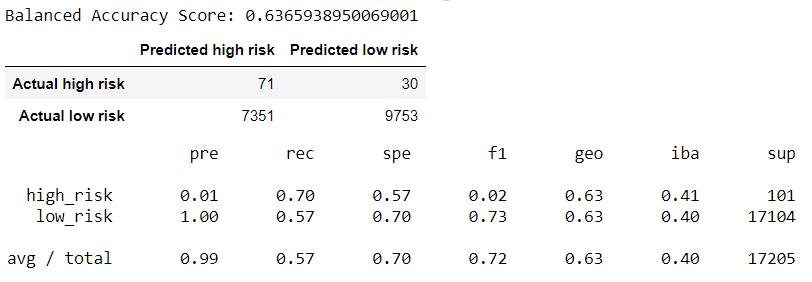 Balanced Accuracy Score: 0.6365938950069001
Predicted high risk Predicted low risk
Actual high risk 71 30
Actual low risk 7351 9753
pre rec spe f1 geo iba sup
high_risk 0.01 0.70 0.57 0.02 0.63 0.41 101
low_risk 1.00 0.57 0.70 0.73 0.63 0.40 17104
avg / total 0.99 0.57 0.70 0.72 0.63 0.40 17205